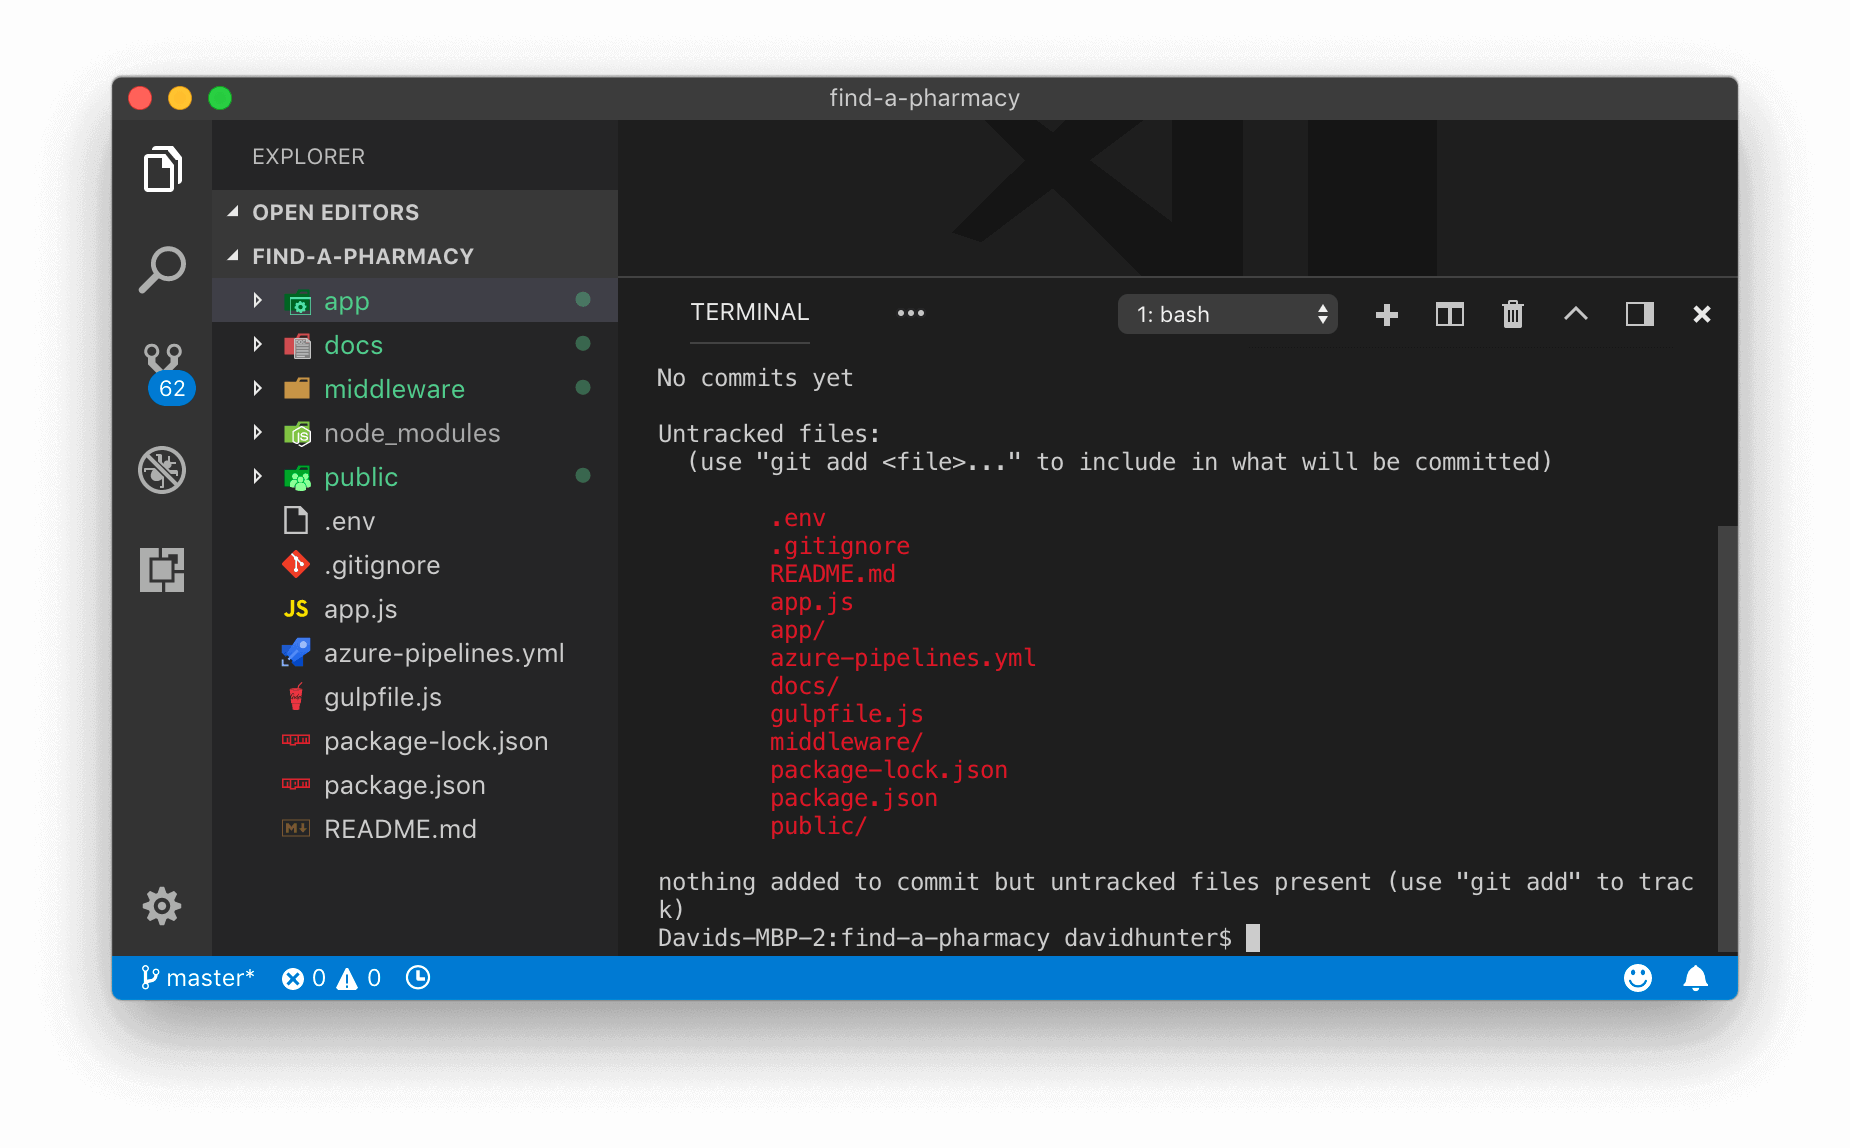 find-a-pharmacy
EXPLORER
OPEN EDITORS
FIND-A-PHARMACY
app
docs
middleware
node_modules
public
.env
.gitignore
JS app.js
azure-pipelines.yml
gulpfile.js
package-lock.json
package.json
README.md
62
TERMINAL
1: bash
No commits yet
Untracked files:
(use "git add <file>..." to include in what will be committed)
.env
.gitignore
README.md
app.js
app/
azure-pipelines.yml
docs/
gulpfile.js
middleware/
package-lock.json
package.json
public/
nothing added to commit but untracked files present (use "git add" to trac
k)
Davids-MBP-2:find-a-pharmacy davidhunter$
master* 0 0